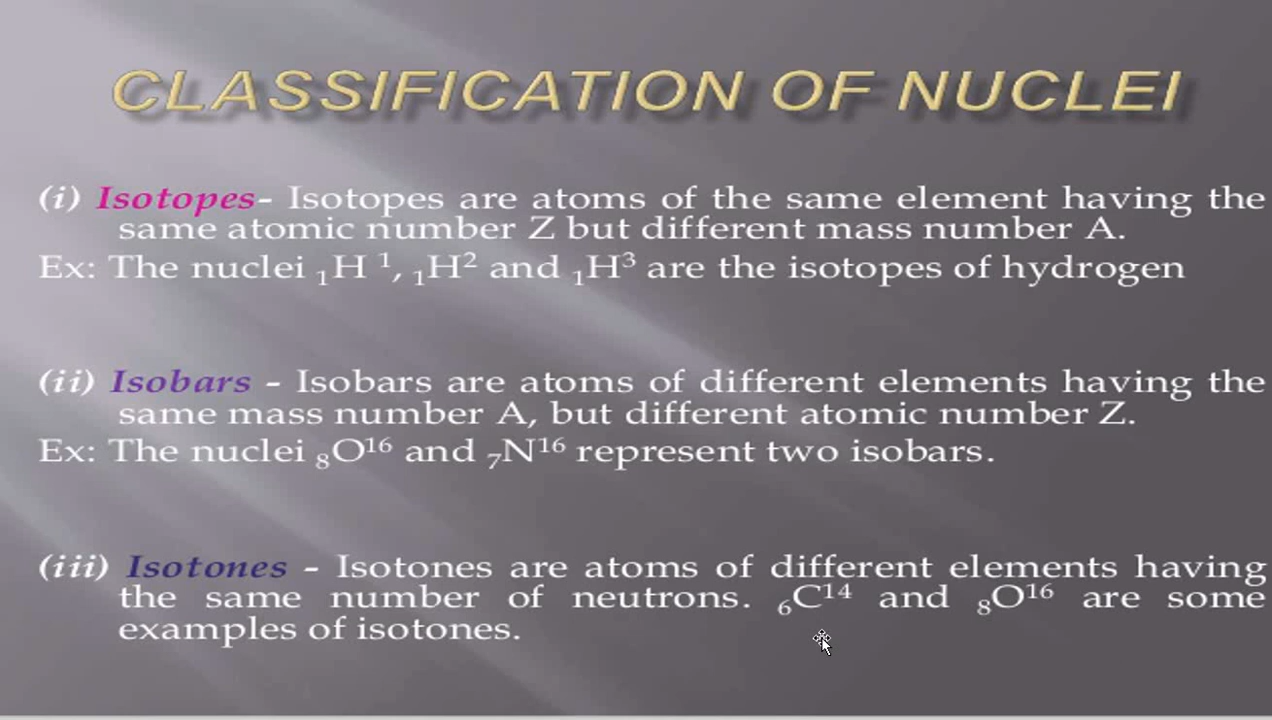 CLASSIFICATION OF NUCLEI
(i) Isotopes- Isotopes are atoms of the same element having the
same atomic number Z but different mass number A.
Ex: The nuclei ₁H ¹, ₁H² and ₁H³ are the isotopes of hydrogen
(ii) Isobars - Isobars are atoms of different elements having the
same mass number A, but different atomic number Z.
Ex: The nuclei ₈O¹⁶ and ₇N¹⁶ represent two isobars.
(iii) Isotones - Isotones are atoms of different elements having
the same number of neutrons. ₆C¹⁴ and ₈O¹⁶ are some
examples of isotones.